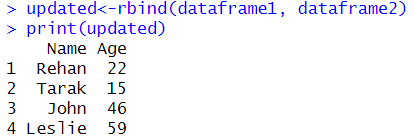 > updated<-rbind(dataframe1, dataframe2)
> print(updated)
    Name Age
1  Rehan  22
2  Tarak  15
3   John  46
4 Leslie  59